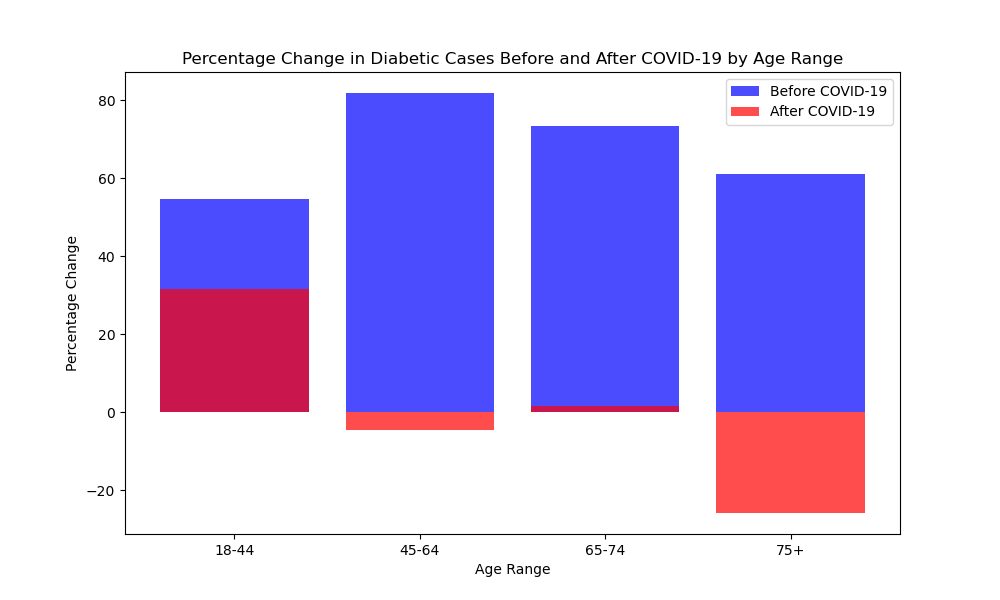 Percentage Change in Diabetic Cases Before and After COVID-19 by Age Range
Before COVID-19
After COVID-19
Percentage Change
80
60
40
20
0
−20
18-44
45-64
65-74
75+
Age Range